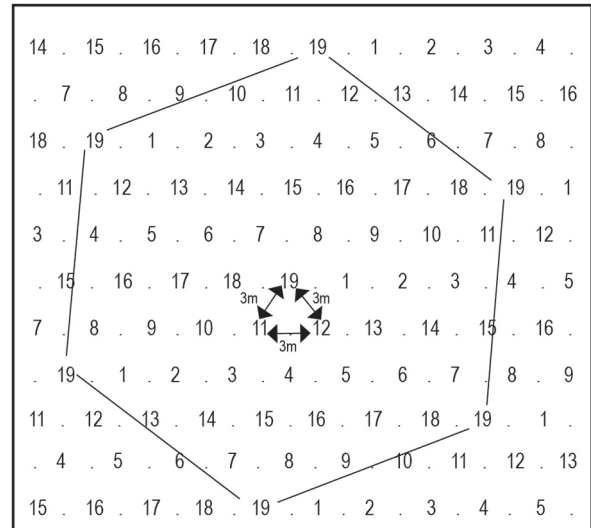 14 . 15 . 16 . 17 . 18 . 19 . 1 . 2 . 3 . 4 .
. 7 . 8 . 9 . 10 . 11 . 12 . 13 . 14 . 15 . 16
18 . 19 . 1 . 2 . 3 . 4 . 5 . 6 . 7 . 8 .
. 11 . 12 . 13 . 14 . 15 . 16 . 17 . 18 . 19 . 1
3 . 4 . 5 . 6 . 7 . 8 . 9 . 10 . 11 . 12 .
. 15 . 16 . 17 . 18 . 19 . 1 . 2 . 3 . 4 . 5
3m 3m
7 . 8 . 9 . 10 . 11 12 . 13 . 14 . 15 . 16 .
3m
. 19 . 1 . 2 . 3 . 4 . 5 . 6 . 7 . 8 . 9
11 . 12 . 13 . 14 . 15 . 16 . 17 . 18 . 19 . 1 .
. 4 . 5 . 6 . 7 . 8 . 9 . 10 . 11 . 12 . 13
15 . 16 . 17 . 18 . 19 . 1 . 2 . 3 . 4 . 5 .